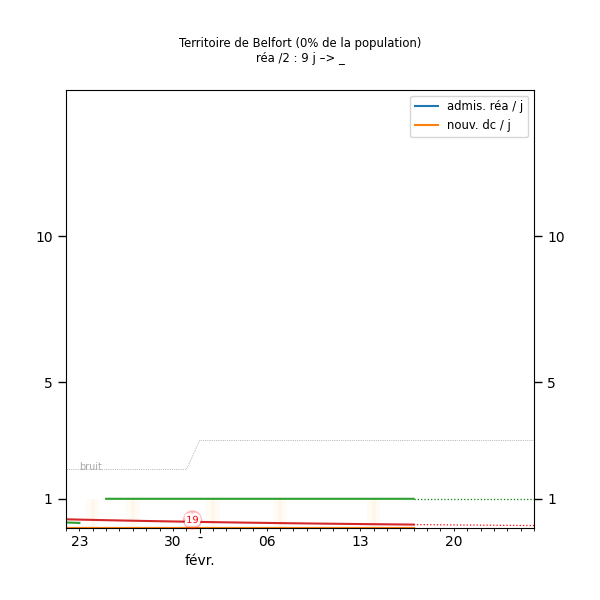 Territoire de Belfort (0% de la population)
réa /2 : 9 j –> _
admis. réa / j
nouv. dc / j
10 10
5 5
bruit
1 1
19
23 30 - 06 13 20
févr.